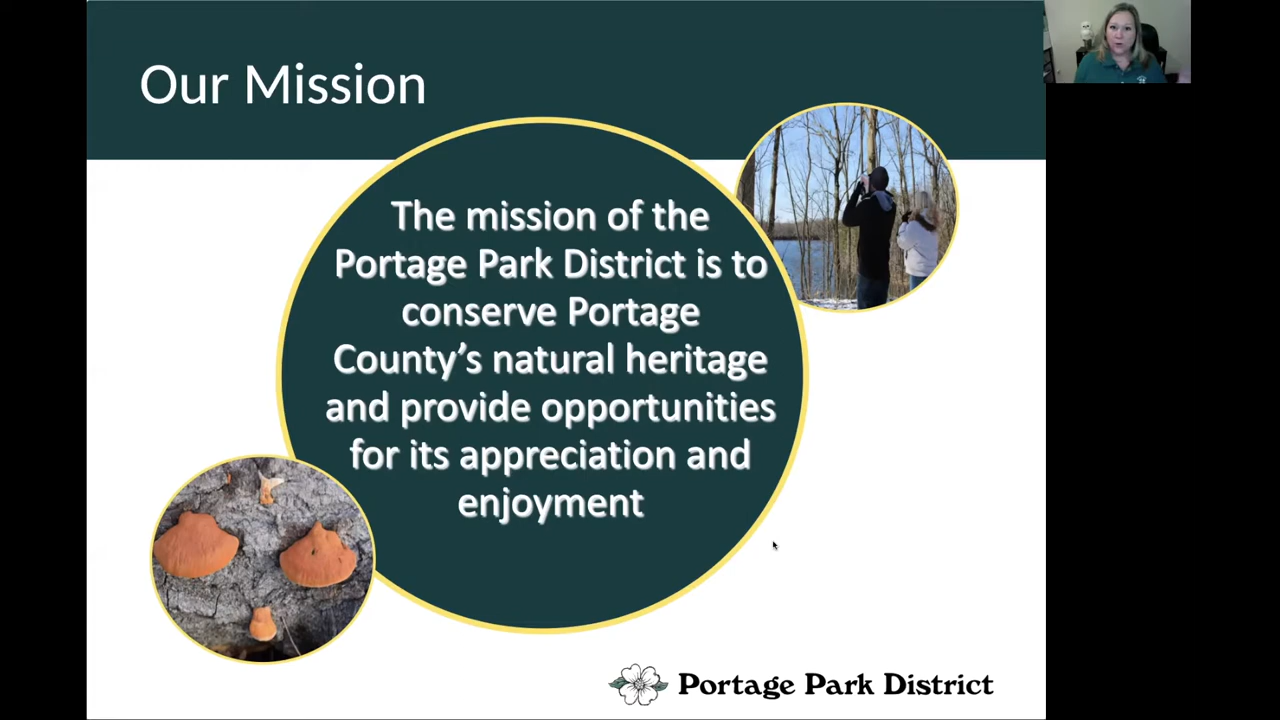 Our Mission
The mission of the
Portage Park District is to
conserve Portage
County’s natural heritage
and provide opportunities
for its appreciation and
enjoyment
Portage Park District